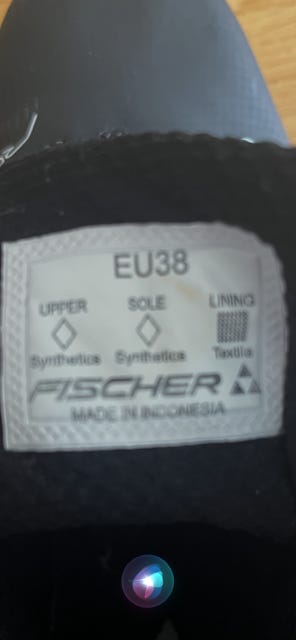 EU38
UPPER SOLE LINING
Synthetics Synthetics Textile
FISCHER
MADE IN INDONESIA